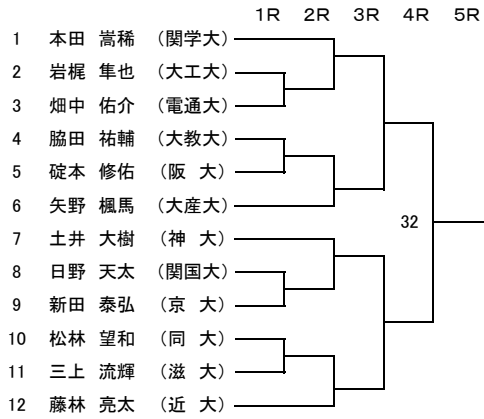 1R 2R 3R 4R 5R
1 本田 嵩稀 (関学大)
2 岩梶 隼也 (大工大)
3 畑中 佑介 (電通大)
4 脇田 祐輔 (大教大)
5 碇本 修佑 (阪 大)
6 矢野 楓馬 (大産大)
32
7 土井 大樹 (神 大)
8 日野 天太 (関国大)
9 新田 泰弘 (京 大)
10 松林 望和 (同 大)
11 三上 流輝 (滋 大)
12 藤林 亮太 (近 大)